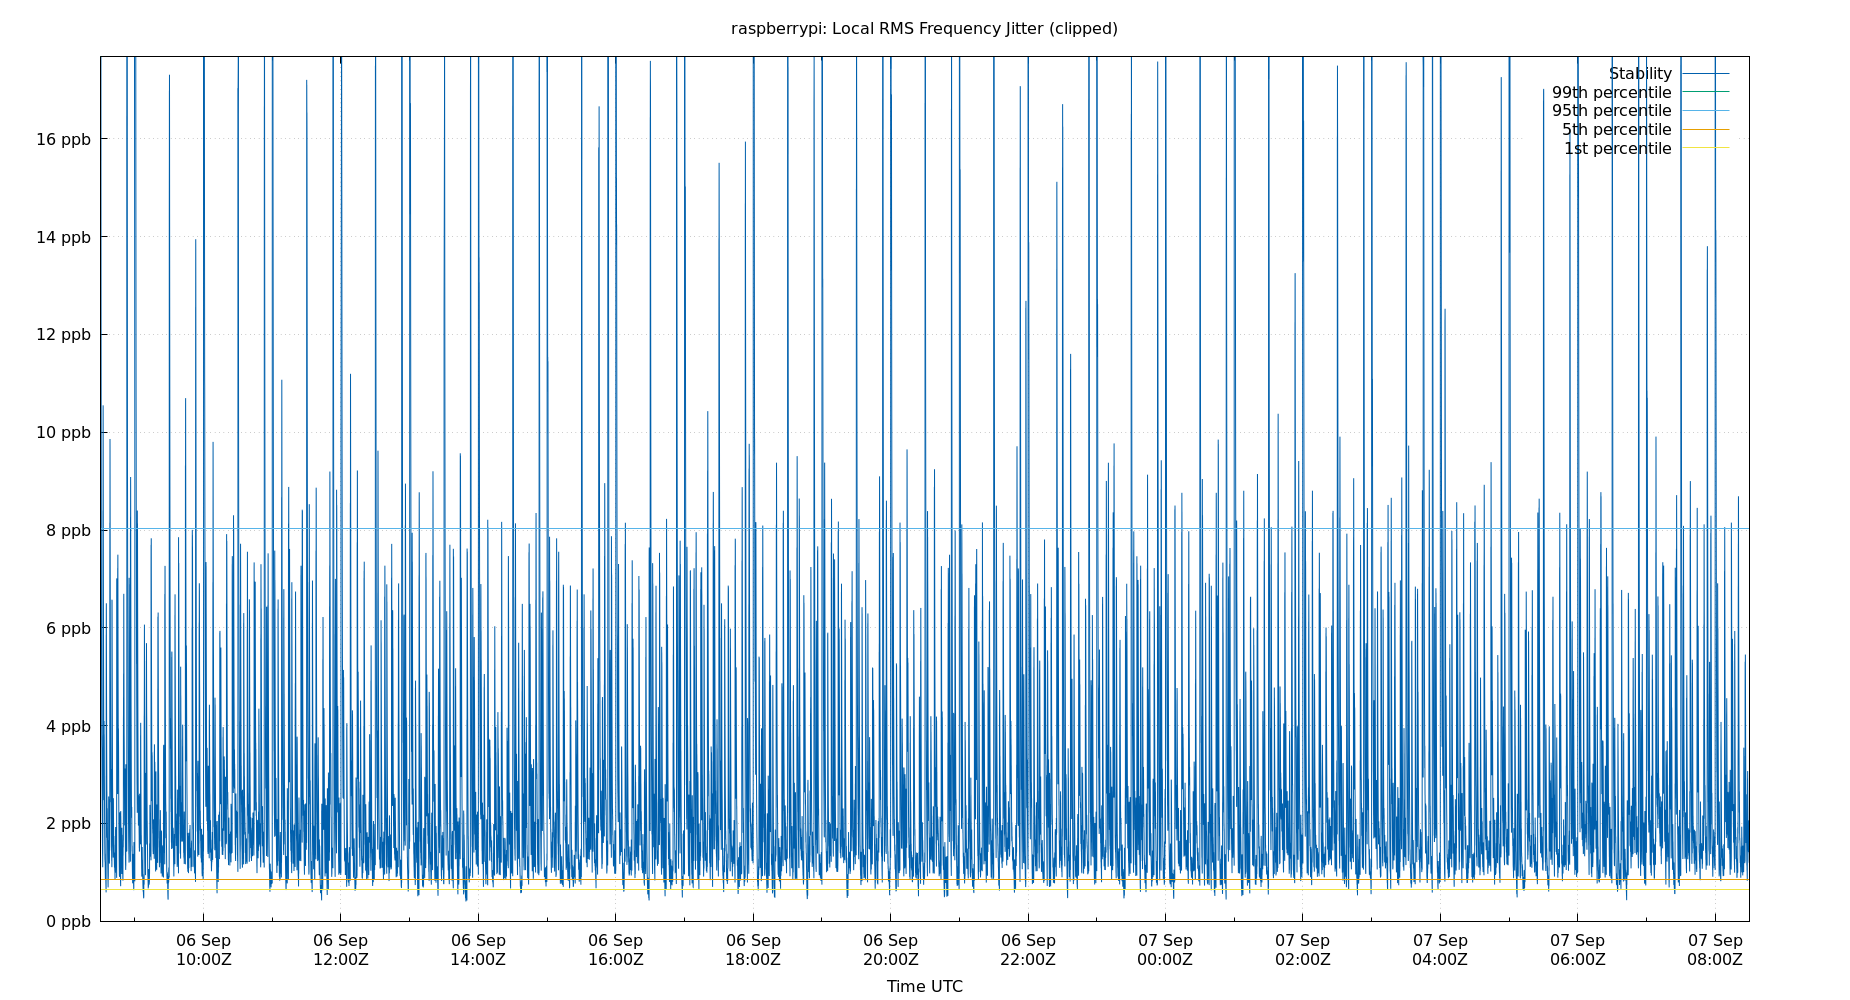 raspberrypi: Local RMS Frequency Jitter (clipped)
Stability
99th percentile
95th percentile
5th percentile
1st percentile
16 ppb
14 ppb
12 ppb
10 ppb
8 ppb
6 ppb
4 ppb
2 ppb
0 ppb
06 Sep 06 Sep 06 Sep 06 Sep 06 Sep 06 Sep 06 Sep 07 Sep 07 Sep 07 Sep 07 Sep 07 Sep
10:00Z 12:00Z 14:00Z 16:00Z 18:00Z 20:00Z 22:00Z 00:00Z 02:00Z 04:00Z 06:00Z 08:00Z
Time UTC